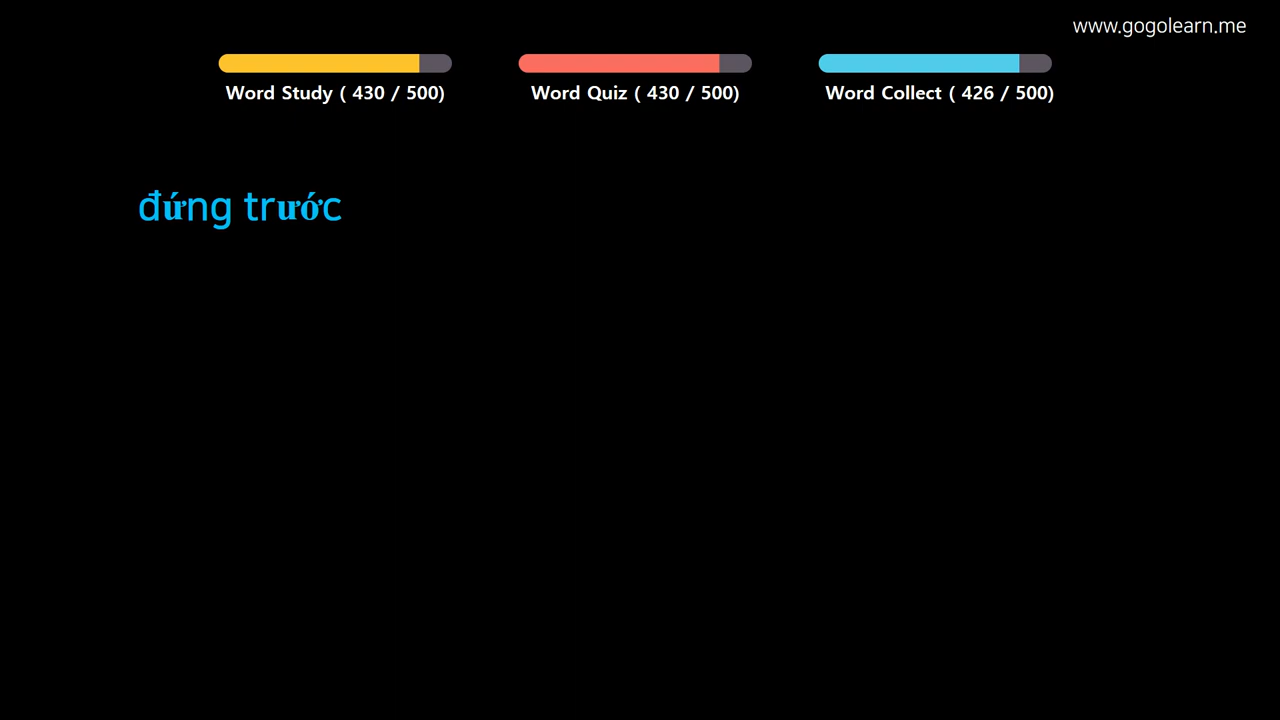 www.gogolearn.me
Word Study ( 430 / 500)
Word Quiz ( 430 / 500)
Word Collect ( 426 / 500)
đứng trước